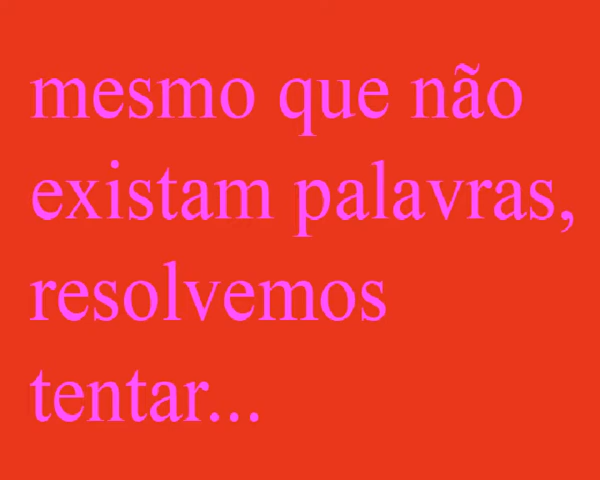 mesmo que não
existam palavras,
resolvemos
tentar...